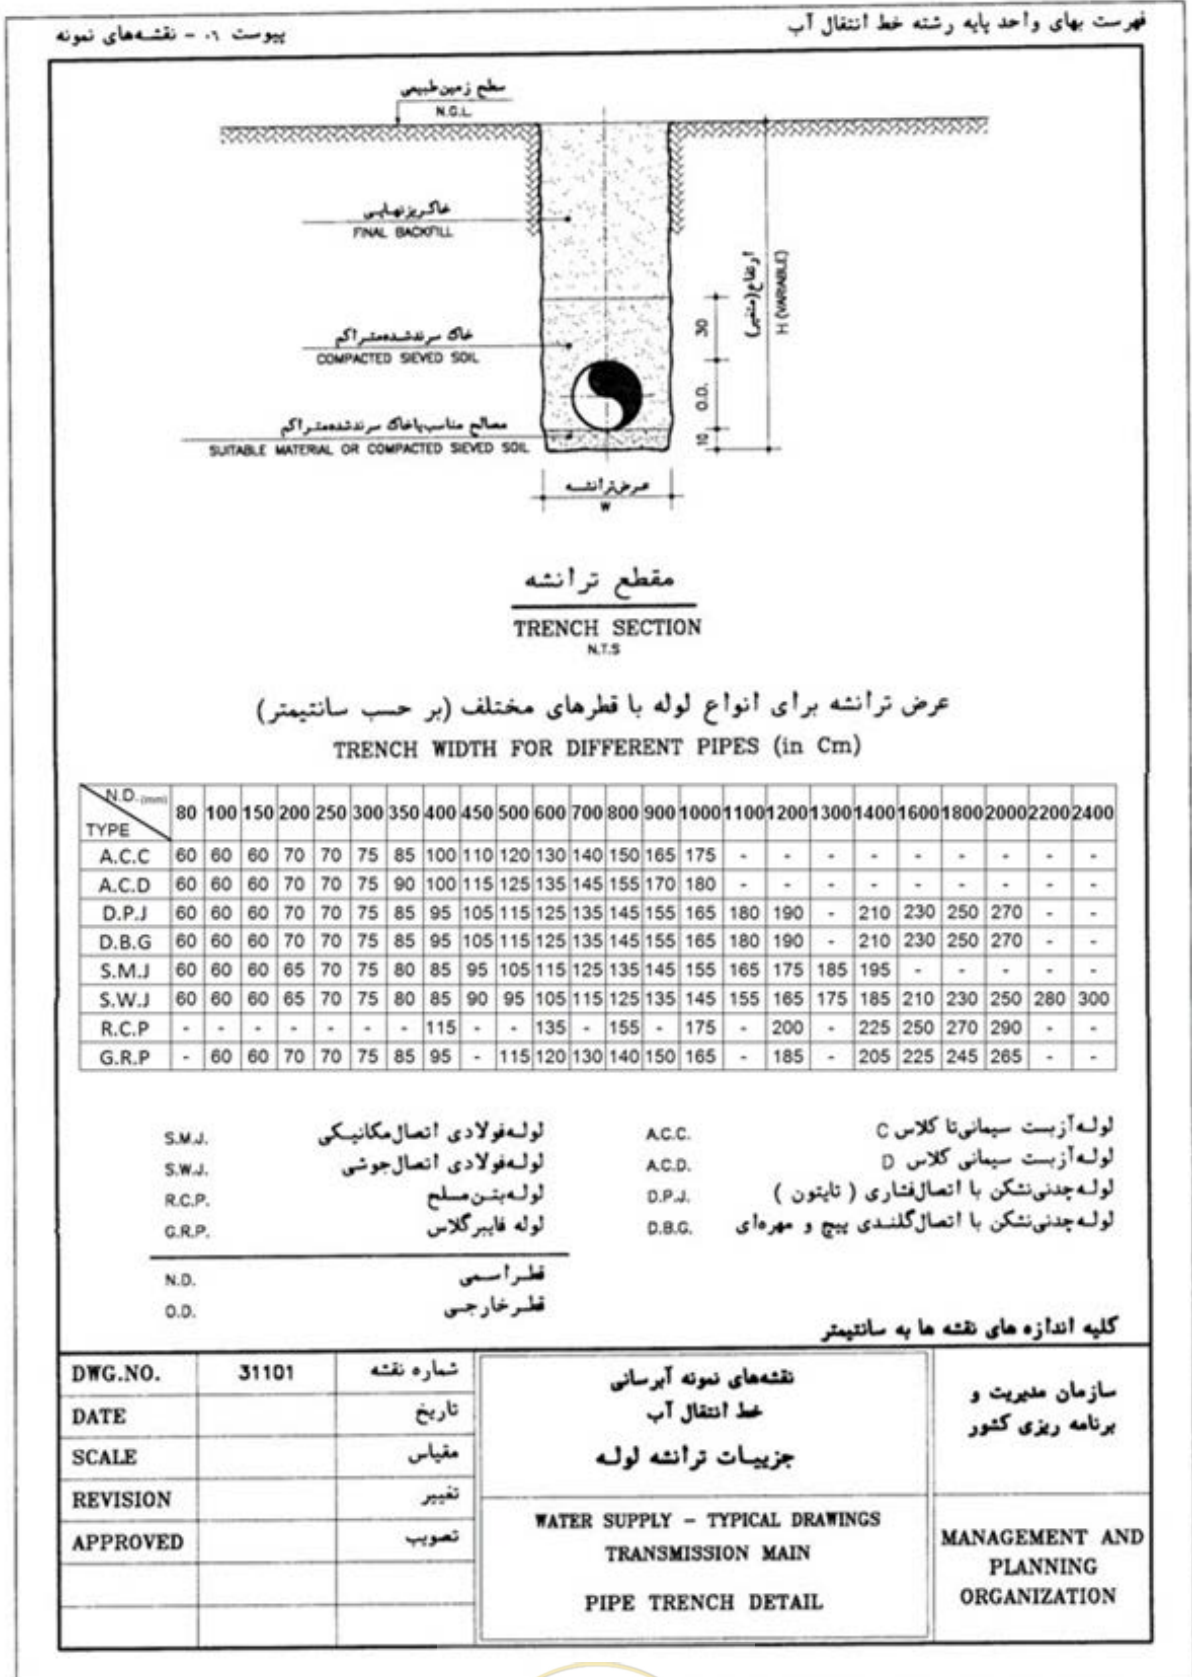 فهرست بهای واحد پایه رشته خط انتقال آب
پیوست ٠٦ - نقشه‌های نمونه
سطح زمین طبیعی
N.G.L.
خاکریز نهایی
FINAL BACKFILL
خاک سرند شده متراکم
COMPACTED SIEVED SOIL
مصالح مناسب یا خاک سرند شده متراکم
SUITABLE MATERIAL OR COMPACTED SIEVED SOIL
30
O.D.
10
ارتفاع (متغیر)
H (VARIABLE)
عرض ترانشه
W
مقطع ترانشه
TRENCH SECTION
N.T.S
عرض ترانشه برای انواع لوله با قطرهای مختلف (بر حسب سانتیمتر)
TRENCH WIDTH FOR DIFFERENT PIPES (in Cm)
N.D.(mm) TYPE 80 100 150 200 250 300 350 400 450 500 600 700 800 900 1000 1100 1200 1300 1400 1600 1800 2000 2200 2400
A.C.C 60 60 60 70 70 75 85 100 110 120 130 140 150 165 175 - - - - - - - - -
A.C.D 60 60 60 70 70 75 90 100 115 125 135 145 155 170 180 - - - - - - - - -
D.P.J 60 60 60 70 70 75 85 95 105 115 125 135 145 155 165 180 190 - 210 230 250 270 - -
D.B.G 60 60 60 70 70 75 85 95 105 115 125 135 145 155 165 180 190 - 210 230 250 270 - -
S.M.J 60 60 60 65 70 75 80 85 95 105 115 125 135 145 155 165 175 185 195 - - - - -
S.W.J 60 60 60 65 70 75 80 85 90 95 105 115 125 135 145 155 165 175 185 210 230 250 280 300
R.C.P - - - - - - - 115 - - 135 - 155 - 175 - 200 - 225 250 270 290 - -
G.R.P - 60 60 70 70 75 85 95 - 115 120 130 140 150 165 - 185 - 205 225 245 265 - -
لوله آزبست سیمانی تا کلاس C A.C.C.
لوله آزبست سیمانی کلاس D A.C.D.
لوله چدنی نشکن با اتصال فشاری ( تایتون ) D.P.J.
لوله چدنی نشکن با اتصال گلندی پیچ و مهره‌ای D.B.G.
لوله فولادی اتصال مکانیکی S.M.J.
لوله فولادی اتصال جوشی S.W.J.
لوله بتن مسلح R.C.P.
لوله فایبرگلاس G.R.P.
قطر اسمی N.D.
قطر خارجی O.D.
کلیه اندازه های نقشه ها به سانتیمتر
سازمان مدیریت و
برنامه ریزی کشور
MANAGEMENT AND
PLANNING
ORGANIZATION
نقشه‌های نمونه آبرسانی
خط انتقال آب
جزییات ترانشه لوله
WATER SUPPLY - TYPICAL DRAWINGS
TRANSMISSION MAIN
PIPE TRENCH DETAIL
DWG.NO. 31101 شماره نقشه
DATE تاریخ
SCALE مقیاس
REVISION تغییر
APPROVED تصویب